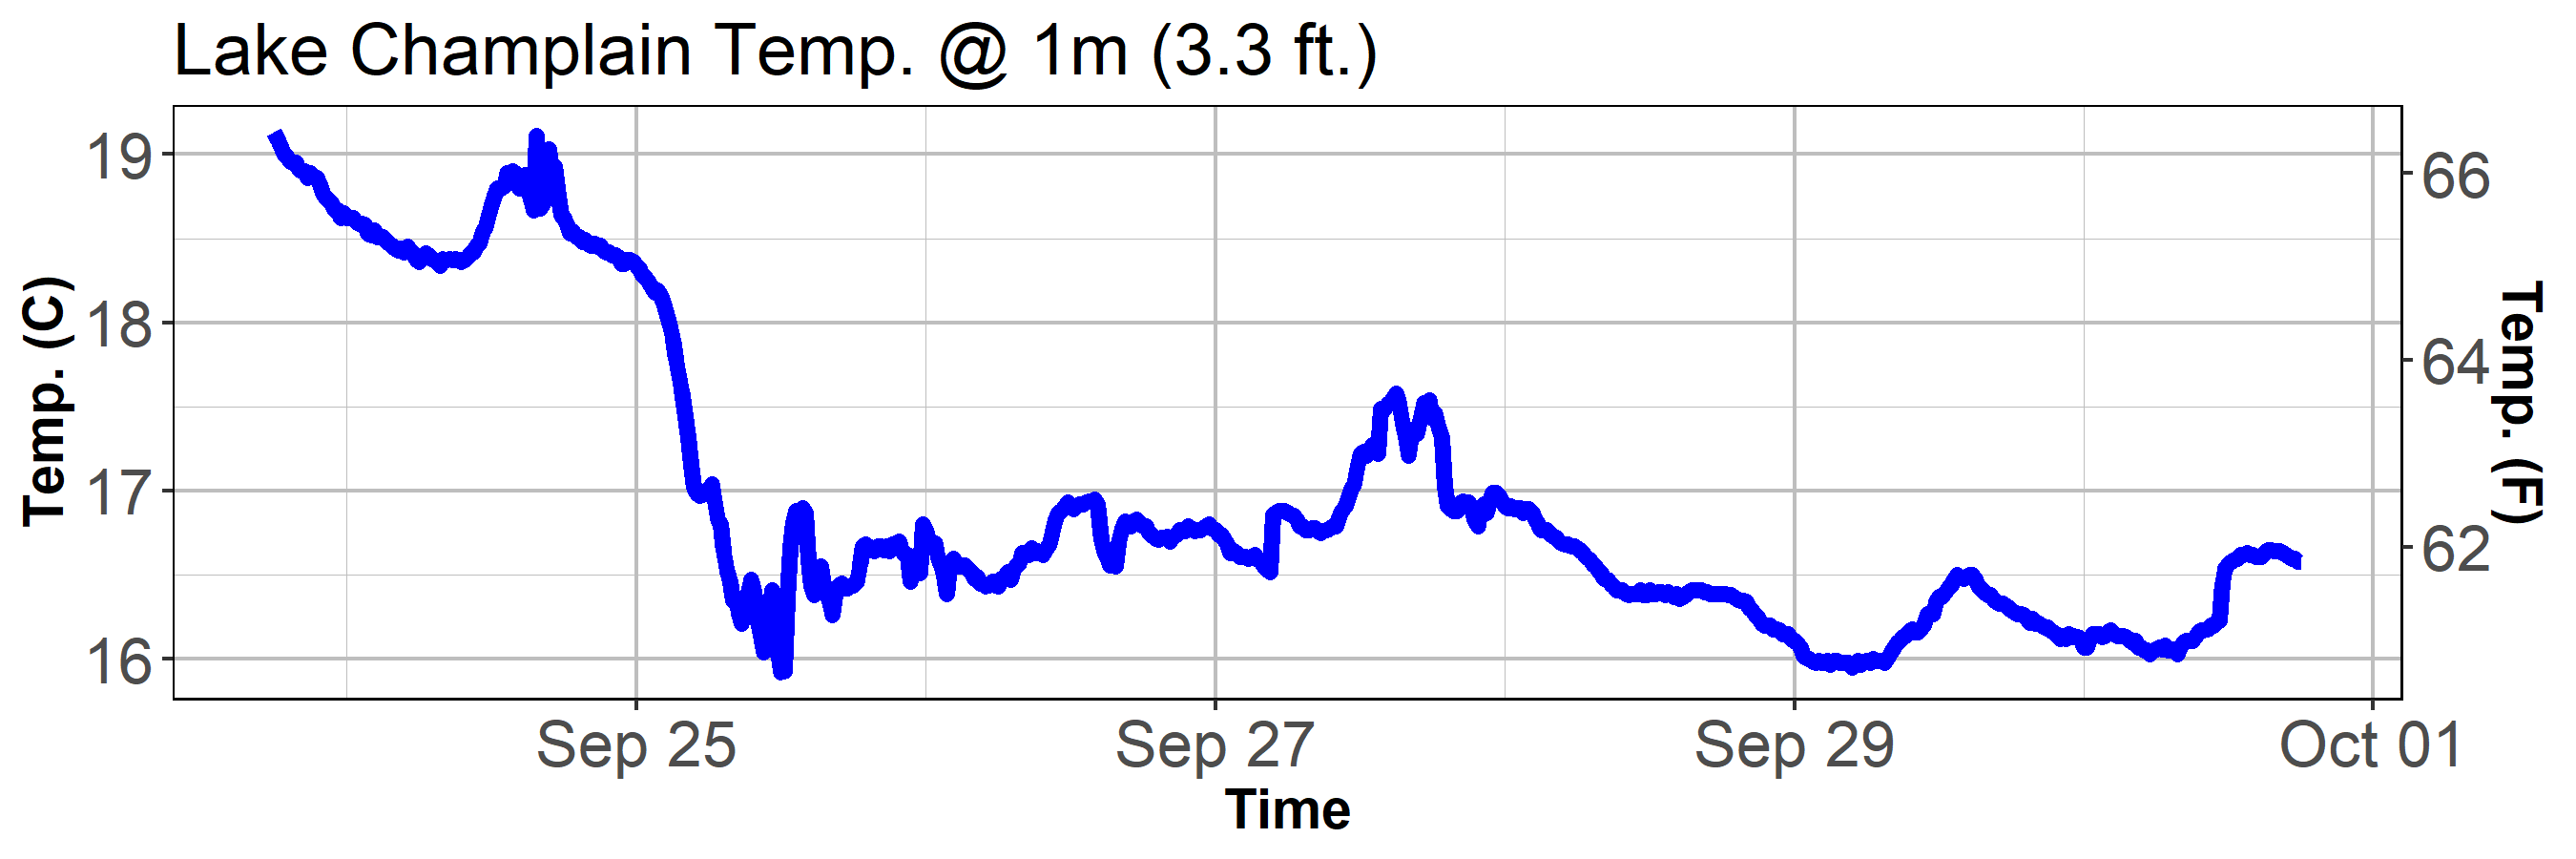 Lake Champlain Temp. @ 1m (3.3 ft.)
19
18
17
16
Temp. (C)
66
64
62
Temp. (F)
Sep 25 Sep 27 Sep 29 Oct 01
Time